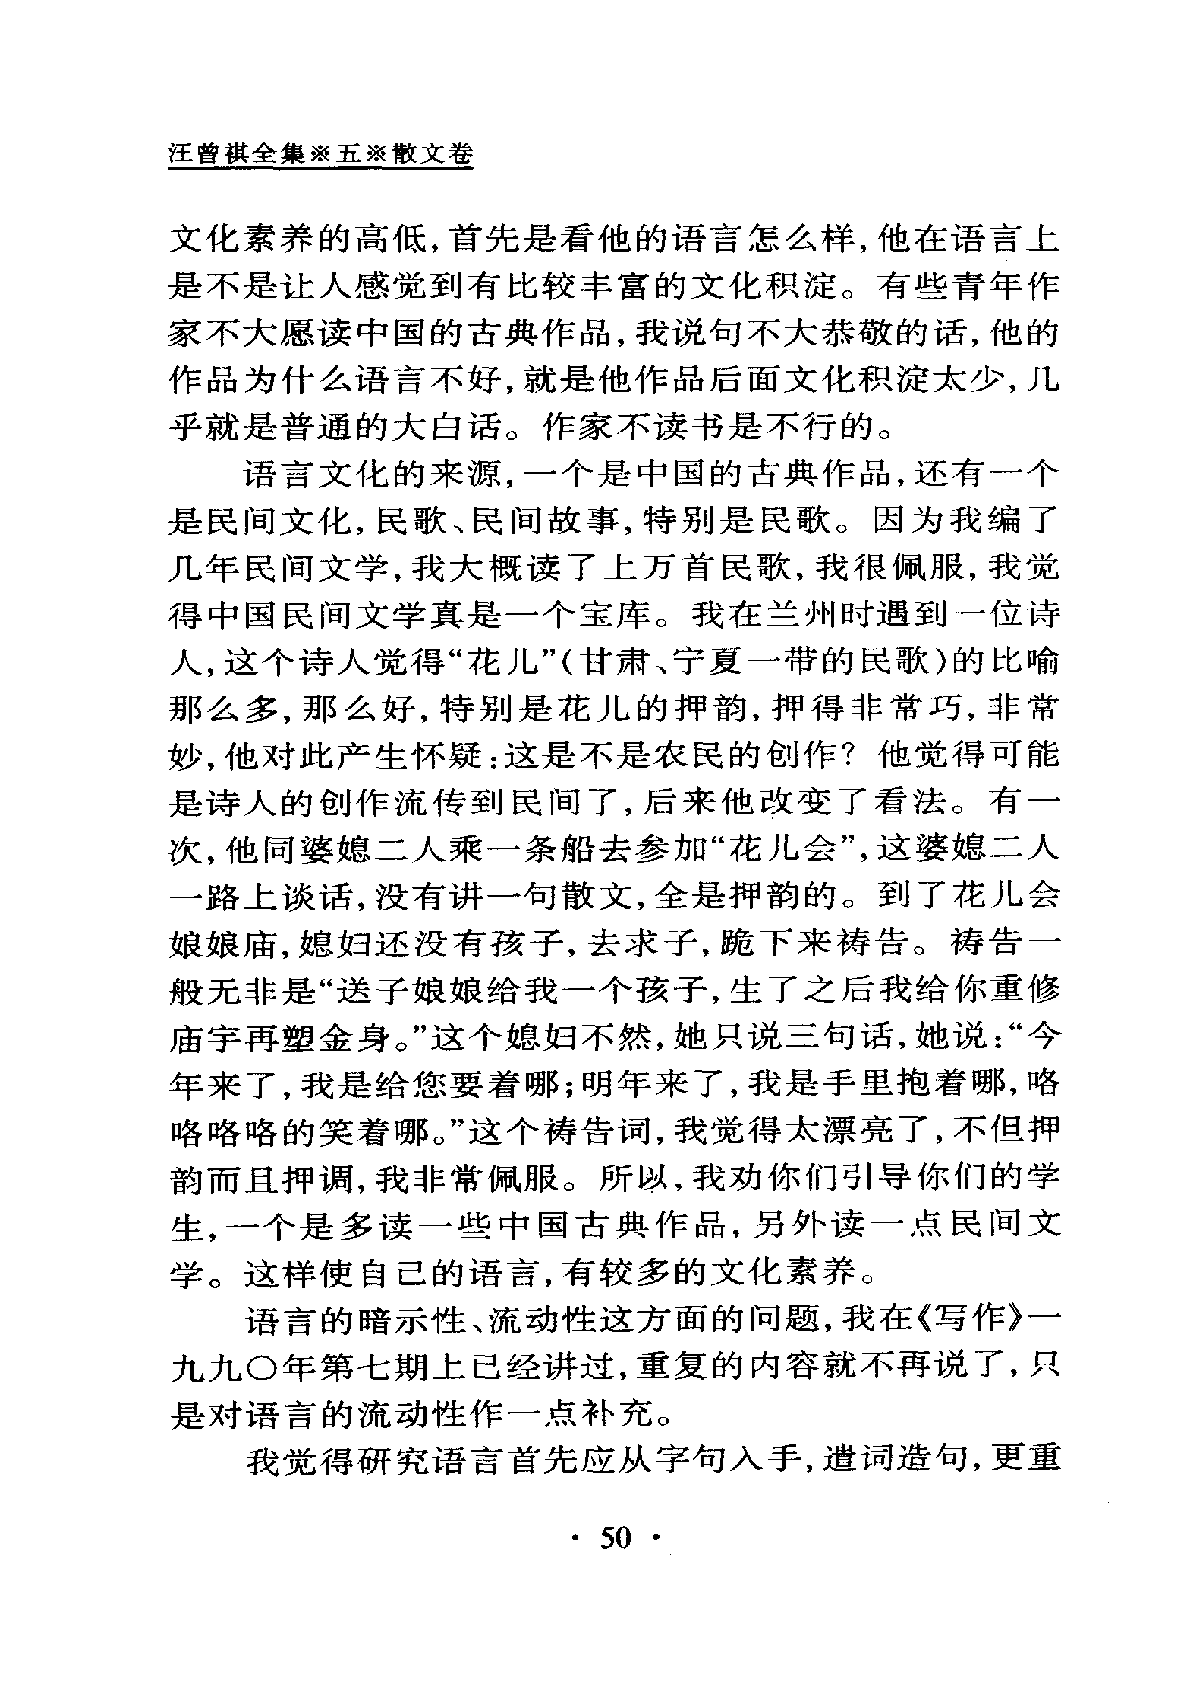 汪曾祺全集※五※散文卷
文化素养的高低,首先是看他的语言怎么样,他在语言上
是不是让人感觉到有比较丰富的文化积淀。有些青年作
家不大愿读中国的古典作品,我说句不大恭敬的话,他的
作品为什么语言不好,就是他作品后面文化积淀太少,几
乎就是普通的大白话。作家不读书是不行的。
语言文化的来源,一个是中国的古典作品,还有一个
是民间文化,民歌、民间故事,特别是民歌。因为我编了
几年民间文学,我大概读了上万首民歌,我很佩服,我觉
得中国民间文学真是一个宝库。我在兰州时遇到一位诗
人,这个诗人觉得“花儿”(甘肃、宁夏一带的民歌)的比喻
那么多,那么好,特别是花儿的押韵,押得非常巧,非常
妙,他对此产生怀疑:这是不是农民的创作?他觉得可能
是诗人的创作流传到民间了,后来他改变了看法。有一
次,他同婆媳二人乘一条船去参加“花儿会”,这婆媳二人
一路上谈话,没有讲一句散文,全是押韵的。到了花儿会
娘娘庙,媳妇还没有孩子,去求子,跪下来祷告。祷告一
般无非是“送子娘娘给我一个孩子,生了之后我给你重修
庙宇再塑金身。”这个媳妇不然,她只说三句话,她说:“今
年来了,我是给您要着哪;明年来了,我是手里抱着哪,咯
咯咯咯的笑着哪。”这个祷告词,我觉得太漂亮了,不但押
韵而且押调,我非常佩服。所以,我劝你们引导你们的学
生,一个是多读一些中国古典作品,另外读一点民间文
学。这样使自己的语言,有较多的文化素养。
语言的暗示性、流动性这方面的问题,我在《写作》一
九九〇年第七期上已经讲过,重复的内容就不再说了,只
是对语言的流动性作一点补充。
我觉得研究语言首先应从字句入手,遣词造句,更重
· 50 ·